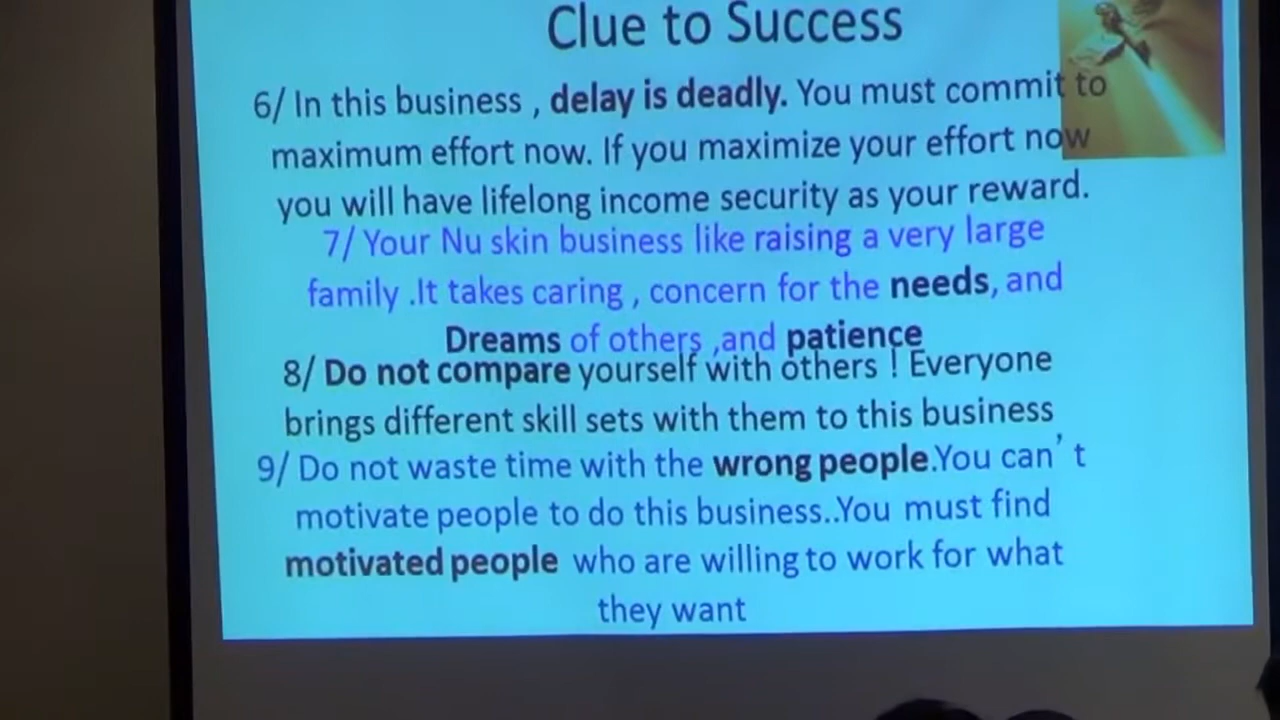 Clue to Success
6/ In this business , delay is deadly. You must commit to
maximum effort now. If you maximize your effort now
you will have lifelong income security as your reward.
7/ Your Nu skin business like raising a very large
family .It takes caring , concern for the needs, and
Dreams of others ,and patience
8/ Do not compare yourself with others ! Everyone
brings different skill sets with them to this business
9/ Do not waste time with the wrong people.You can’t
motivate people to do this business..You must find
motivated people who are willing to work for what
they want